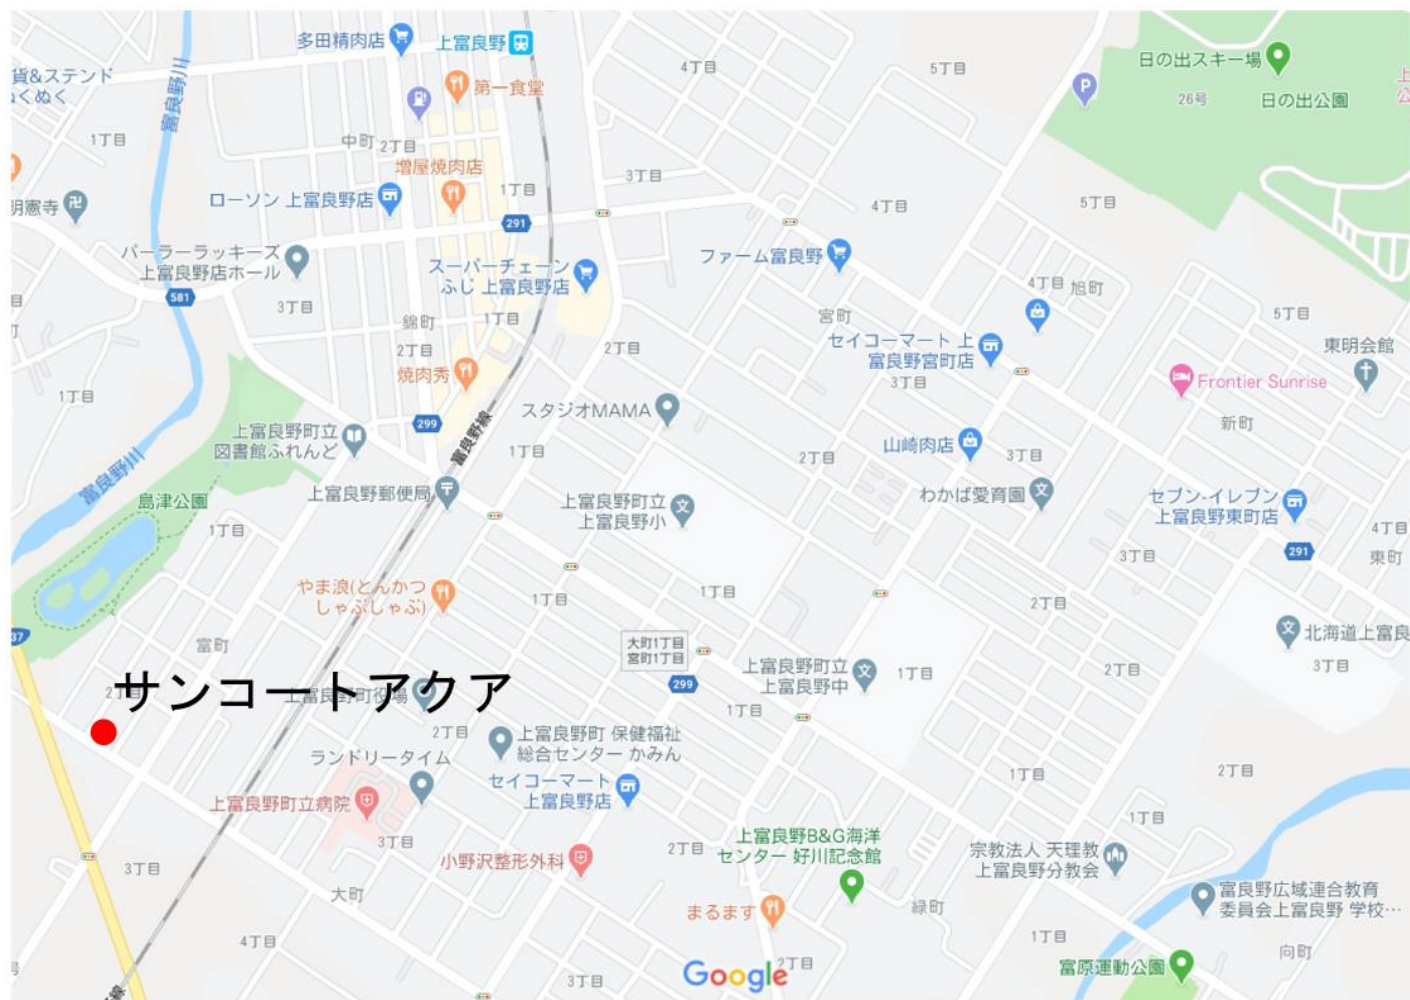 多田精肉店
上富良野
4丁目
5丁目
日の出スキー場
貨&ステンド
くぬく
第一食堂
P
26号
日の出公園
富良野川
1丁目
中町
2丁目
増屋焼肉店
3丁目
明憲寺
ローソン 上富良野店
1丁目
4丁目
5丁目
291
パーラーラッキーズ
上富良野店ホール
スーパーチェーン
ふじ 上富良野店
ファーム富良野
4丁目
旭町
581
3丁目
錦町
1丁目
宮町
5丁目
2丁目
2丁目
セイコーマート 上
富良野宮町店
東明会館
焼肉秀
3丁目
Frontier Sunrise
1丁目
スタジオMAMA
新町
299
富良野線
上富良野町立
図書館ふれんど
1丁目
2丁目
山崎肉店
3丁目
富良野川
島津公園
上富良野郵便局
上富良野町立
上富良野小
わかば愛育園
セブン-イレブン
上富良野東町店
1丁目
4丁目
291
東町
3丁目
やま浪(とんかつ
しゃぶしゃぶ)
1丁目
1丁目
2丁目
37
富町
大町1丁目
宮町1丁目
上富良野町立
上富良野中
1丁目
2丁目
北海道上富良
3丁目
2丁目
サンコートアクア
上富良野町役場
299
1丁目
2丁目
上富良野町 保健福祉
総合センター かみん
ランドリータイム
セイコーマート
上富良野店
1丁目
2丁目
上富良野町立病院
1丁目
3丁目
3丁目
小野沢整形外科
2丁目
上富良野B&G海洋
センター 好川記念館
宗教法人 天理教
上富良野分教会
大町
まるます
緑町
富良野広域連合教育
委員会上富良野 学校…
4丁目
1丁目
向町
Google
2丁目
3丁目
富原運動公園